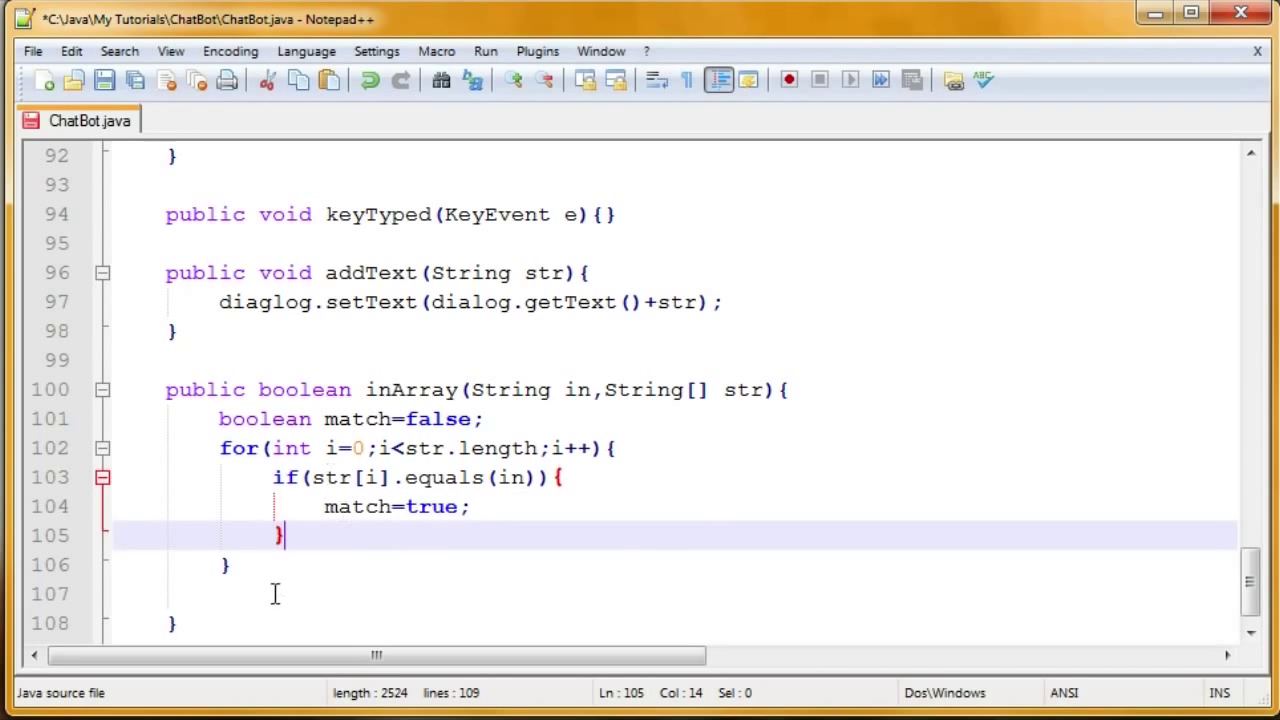 *C:\Java\My Tutorials\ChatBot\ChatBot.java - Notepad++
File Edit Search View Encoding Language Settings Macro Run Plugins Window ? X
ABC
ChatBot.java
92 }
93
94 public void keyTyped(KeyEvent e){}
95
96 public void addText(String str){
97 diaglog.setText(dialog.getText()+str);
98 }
99
100 public boolean inArray(String in,String[] str){
101 boolean match=false;
102 for(int i=0;i<str.length;i++){
103 if(str[i].equals(in)){
104 match=true;
105 }
106 }
107
108 }
Java source file length : 2524 lines : 109 Ln : 105 Col : 14 Sel : 0 Dos\Windows ANSI INS